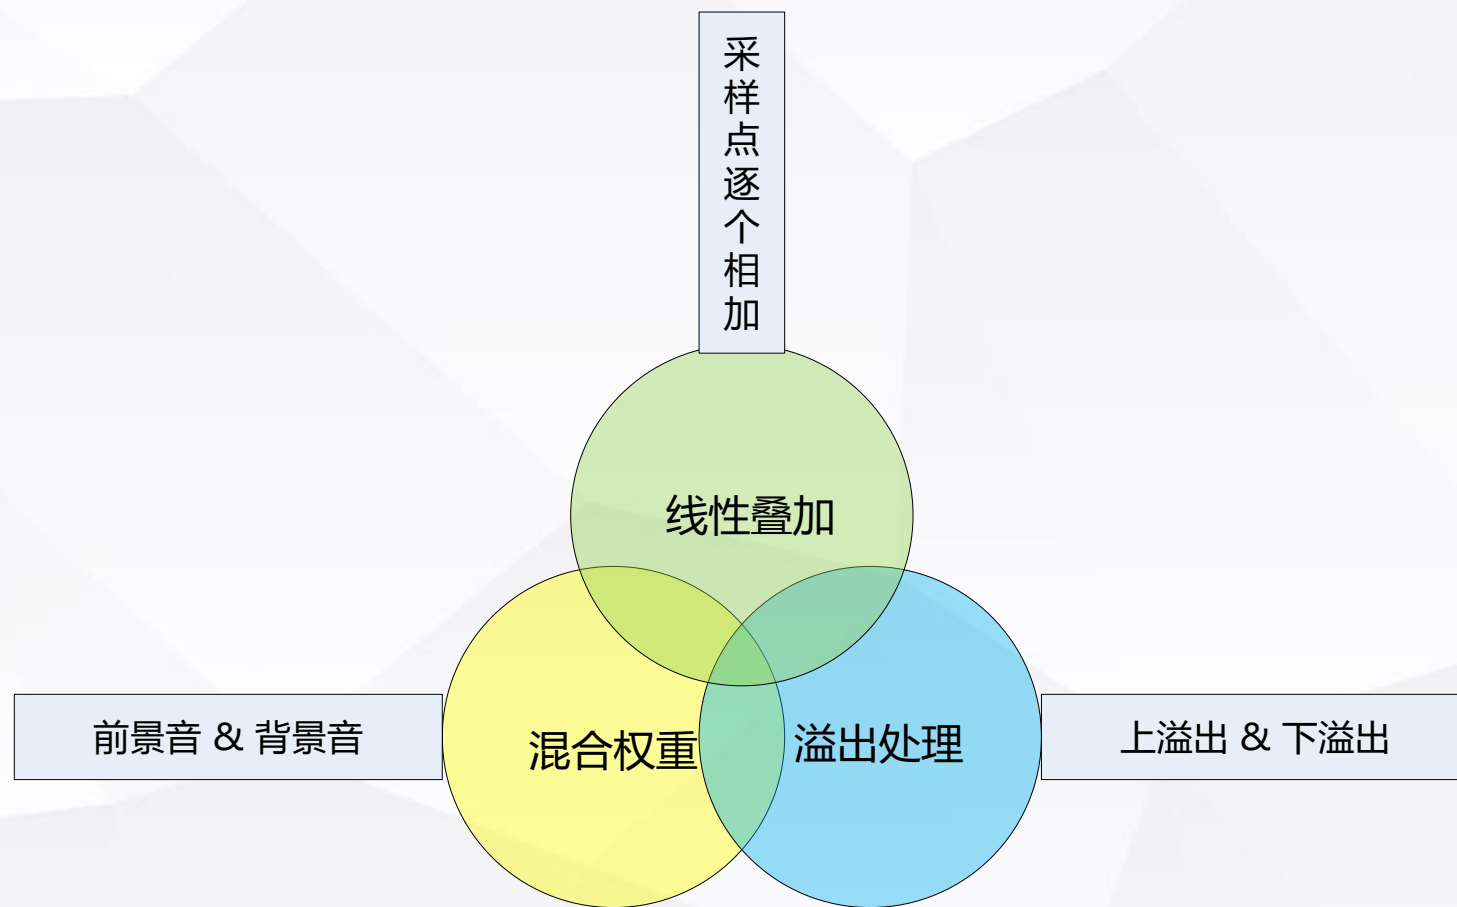 采样点逐个相加
线性叠加
前景音 & 背景音
混合权重
溢出处理
上溢出 & 下溢出